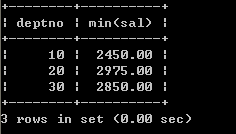 +--------+----------+
¦ deptno ¦ min(sal) ¦
+--------+----------+
¦     10 ¦  2450.00 ¦
¦     20 ¦  2975.00 ¦
¦     30 ¦  2850.00 ¦
+--------+----------+
3 rows in set (0.00 sec)